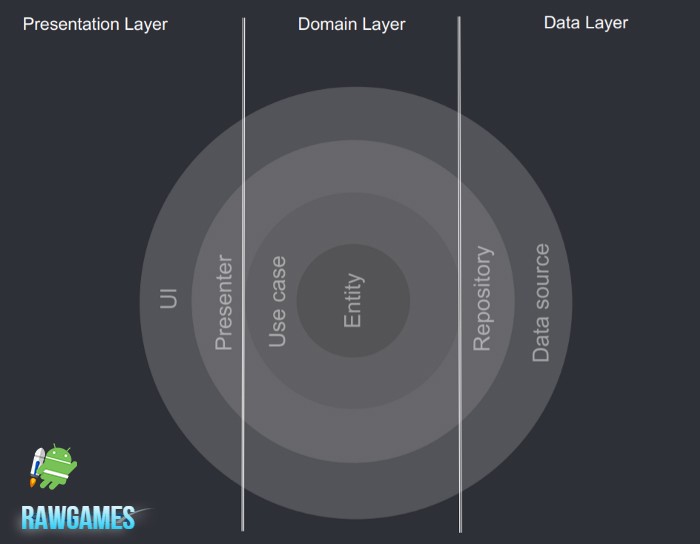 Presentation Layer
Domain Layer
Data Layer
UI
Presenter
Use case
Entity
Repository
Data source
RAWGAMES